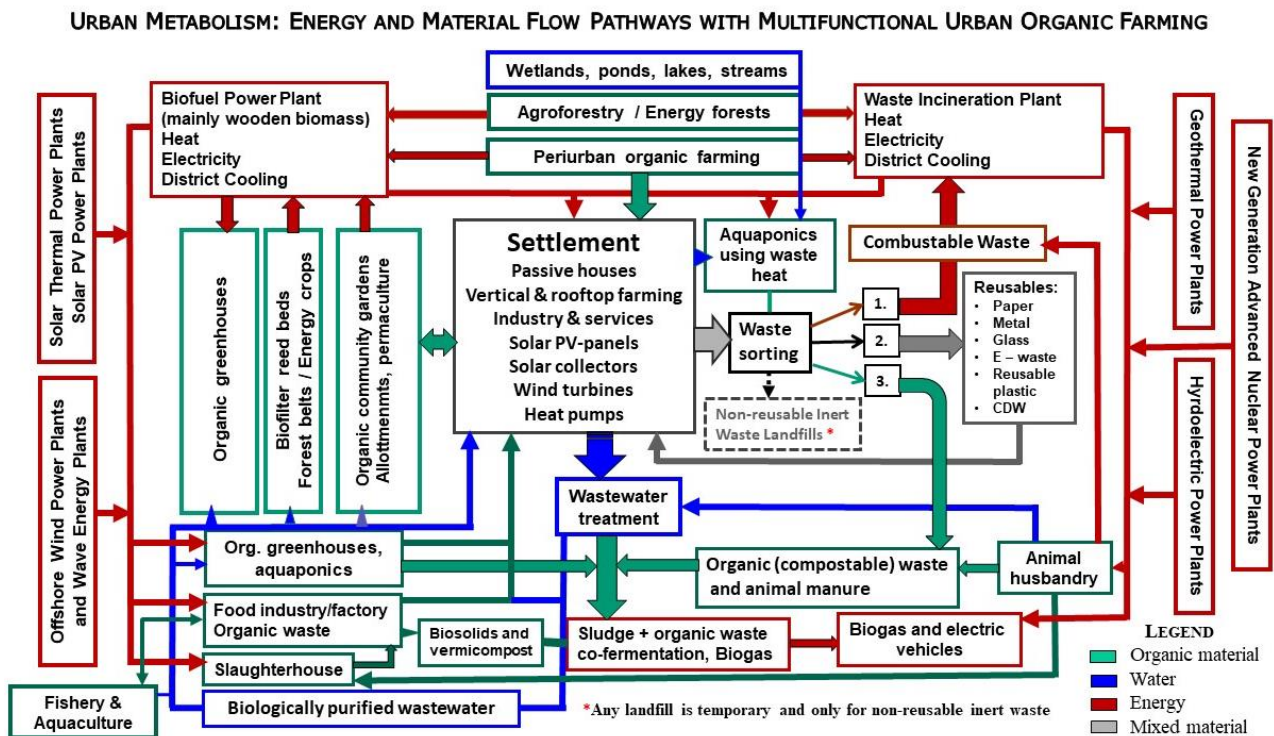 URBAN METABOLISM: ENERGY AND MATERIAL FLOW PATHWAYS WITH MULTIFUNCTIONAL URBAN ORGANIC FARMING
Solar Thermal Power Plants
Solar PV Power Plants
Offshore Wind Power Plants
and Wave Energy Plants
Biofuel Power Plant
(mainly wooden biomass)
Heat
Electricity
District Cooling
Wetlands, ponds, lakes, streams
Agroforestry / Energy forests
Periurban organic farming
Waste Incineration Plant
Heat
Electricity
District Cooling
Geothermal Power Plants
New Generation Advanced Nuclear Power Plants
Hyrdoelectric Power Plants
Organic greenhouses
Biofilter reed beds
Forest belts / Energy crops
Organic community gardens
Allottmennts, permaculture
Settlement
Passive houses
Vertical & rooftop farming
Industry & services
Solar PV-panels
Solar collectors
Wind turbines
Heat pumps
Aquaponics
using waste
heat
Combustable Waste
Waste
sorting
1.
2.
3.
Reusables:
• Paper
• Metal
• Glass
• E – waste
• Reusable
plastic
• CDW
Non-reusable Inert
Waste Landfills *
Wastewater
treatment
Org. greenhouses,
aquaponics
Organic (compostable) waste
and animal manure
Animal
husbandry
Food industry/factory
Organic waste
Biosolids and
vermicompost
Sludge + organic waste
co-fermentation, Biogas
Biogas and electric
vehicles
Slaughterhouse
Fishery &
Aquaculture
Biologically purified wastewater
*Any landfill is temporary and only for non-reusable inert waste
LEGEND
Organic material
Water
Energy
Mixed material